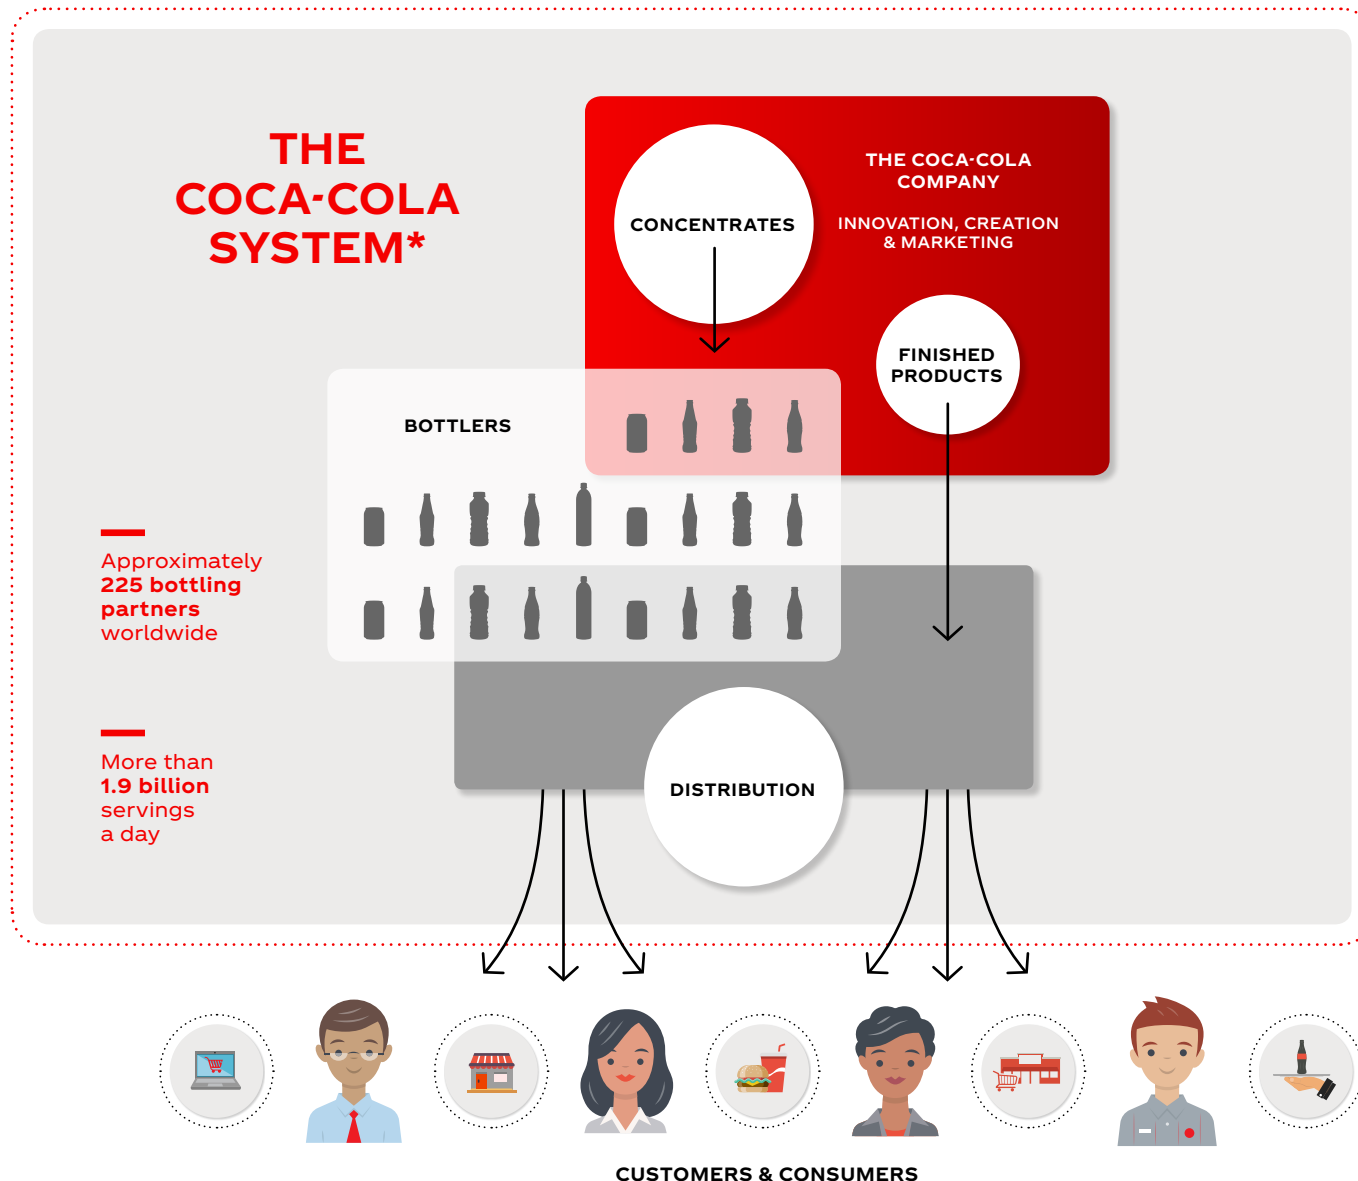 THE
COCA-COLA
SYSTEM*
CONCENTRATES
THE COCA-COLA
COMPANY
INNOVATION, CREATION
& MARKETING
FINISHED
PRODUCTS
BOTTLERS
Approximately
225 bottling
partners
worldwide
More than
1.9 billion
servings
a day
DISTRIBUTION
CUSTOMERS & CONSUMERS